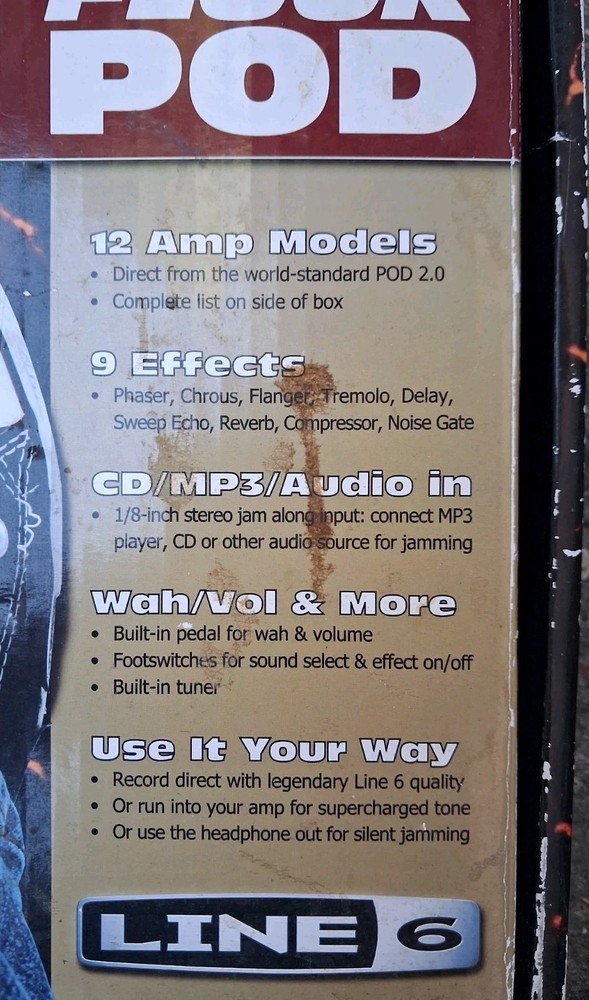 FLOOR
POD
12 Amp Models
• Direct from the world-standard POD 2.0
• Complete list on side of box
9 Effects
• Phaser, Chrous, Flanger, Tremolo, Delay,
Sweep Echo, Reverb, Compressor, Noise Gate
CD/MP3/Audio in
• 1/8-inch stereo jam along input: connect MP3
player, CD or other audio source for jamming
Wah/Vol & More
• Built-in pedal for wah & volume
• Footswitches for sound select & effect on/off
• Built-in tuner
Use It Your Way
• Record direct with legendary Line 6 quality
• Or run into your amp for supercharged tone
• Or use the headphone out for silent jamming
LINE 6